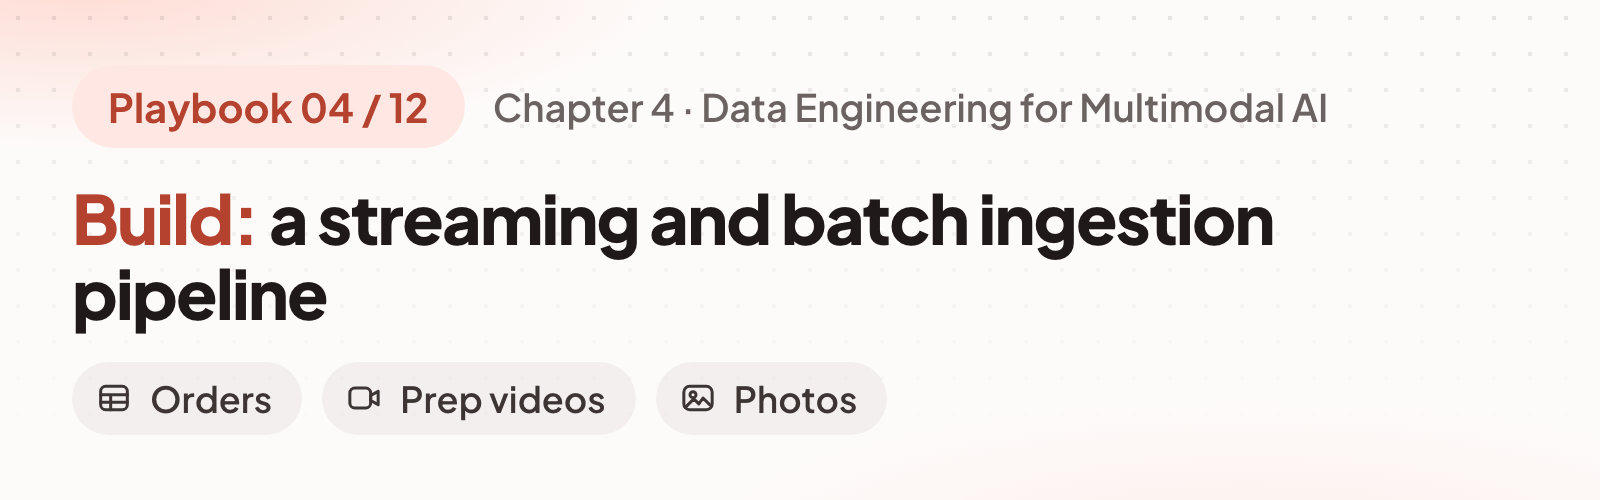 Playbook 04 / 12
Chapter 4 · Data Engineering for Multimodal AI
Build: a streaming and batch ingestion
pipeline
Orders
Prep videos
Photos